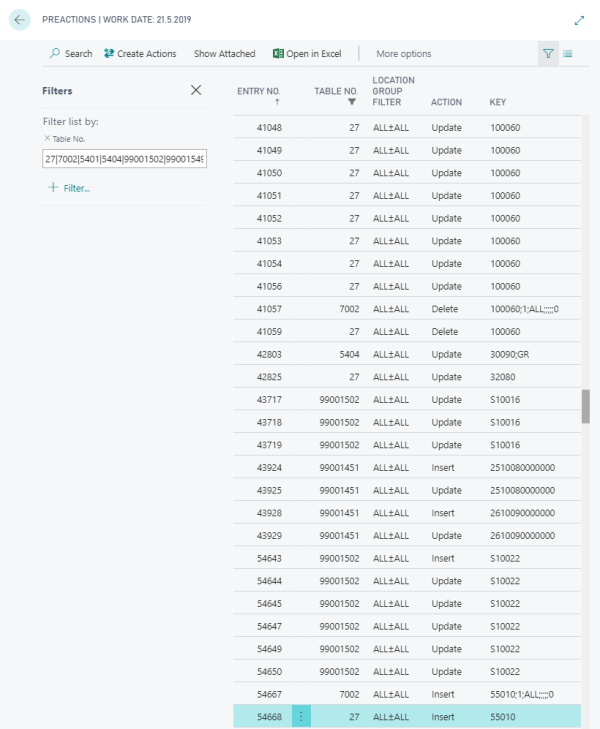 PREACTIONS | WORK DATE: 21.5.2019
Search Create Actions Show Attached Open in Excel More options
Filters
Filter list by:
× Table No.
27|7002|5401|5404|99001502|99001549
+ Filter...
ENTRY NO. ↑ TABLE NO. LOCATION GROUP FILTER ACTION KEY
41048 27 ALL±ALL Update 100060
41049 27 ALL±ALL Update 100060
41050 27 ALL±ALL Update 100060
41051 27 ALL±ALL Update 100060
41052 27 ALL±ALL Update 100060
41053 27 ALL±ALL Update 100060
41054 27 ALL±ALL Update 100060
41056 27 ALL±ALL Update 100060
41057 7002 ALL±ALL Delete 100060;1;ALL;;;;;0
41059 27 ALL±ALL Delete 100060
42803 5404 ALL±ALL Update 30090;GR
42825 27 ALL±ALL Update 32080
43717 99001502 ALL±ALL Update S10016
43718 99001502 ALL±ALL Update S10016
43719 99001502 ALL±ALL Update S10016
43924 99001451 ALL±ALL Insert 2510080000000
43925 99001451 ALL±ALL Update 2510080000000
43928 99001451 ALL±ALL Insert 2610090000000
43929 99001451 ALL±ALL Update 2610090000000
54643 99001502 ALL±ALL Insert S10022
54644 99001502 ALL±ALL Update S10022
54645 99001502 ALL±ALL Update S10022
54647 99001502 ALL±ALL Update S10022
54649 99001502 ALL±ALL Update S10022
54650 99001502 ALL±ALL Update S10022
54667 7002 ALL±ALL Insert 55010;1;ALL;;;;;0
54668 27 ALL±ALL Insert 55010